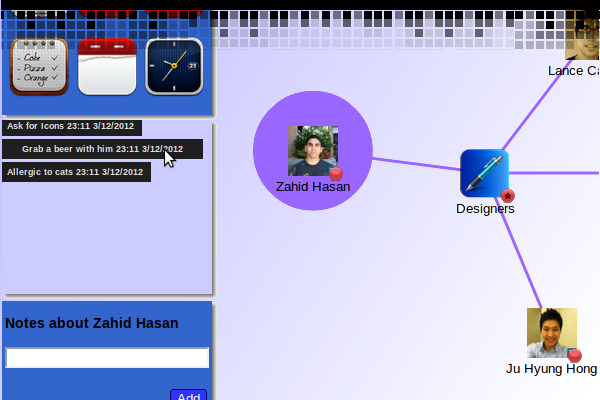 Coke
Pizza
Orange
21
Ask for Icons 23:11 3/12/2012
Grab a beer with him 23:11 3/12/2012
Allergic to cats 23:11 3/12/2012
Notes about Zahid Hasan
Add
Zahid Hasan
Designers
Lance Ca
Ju Hyung Hong